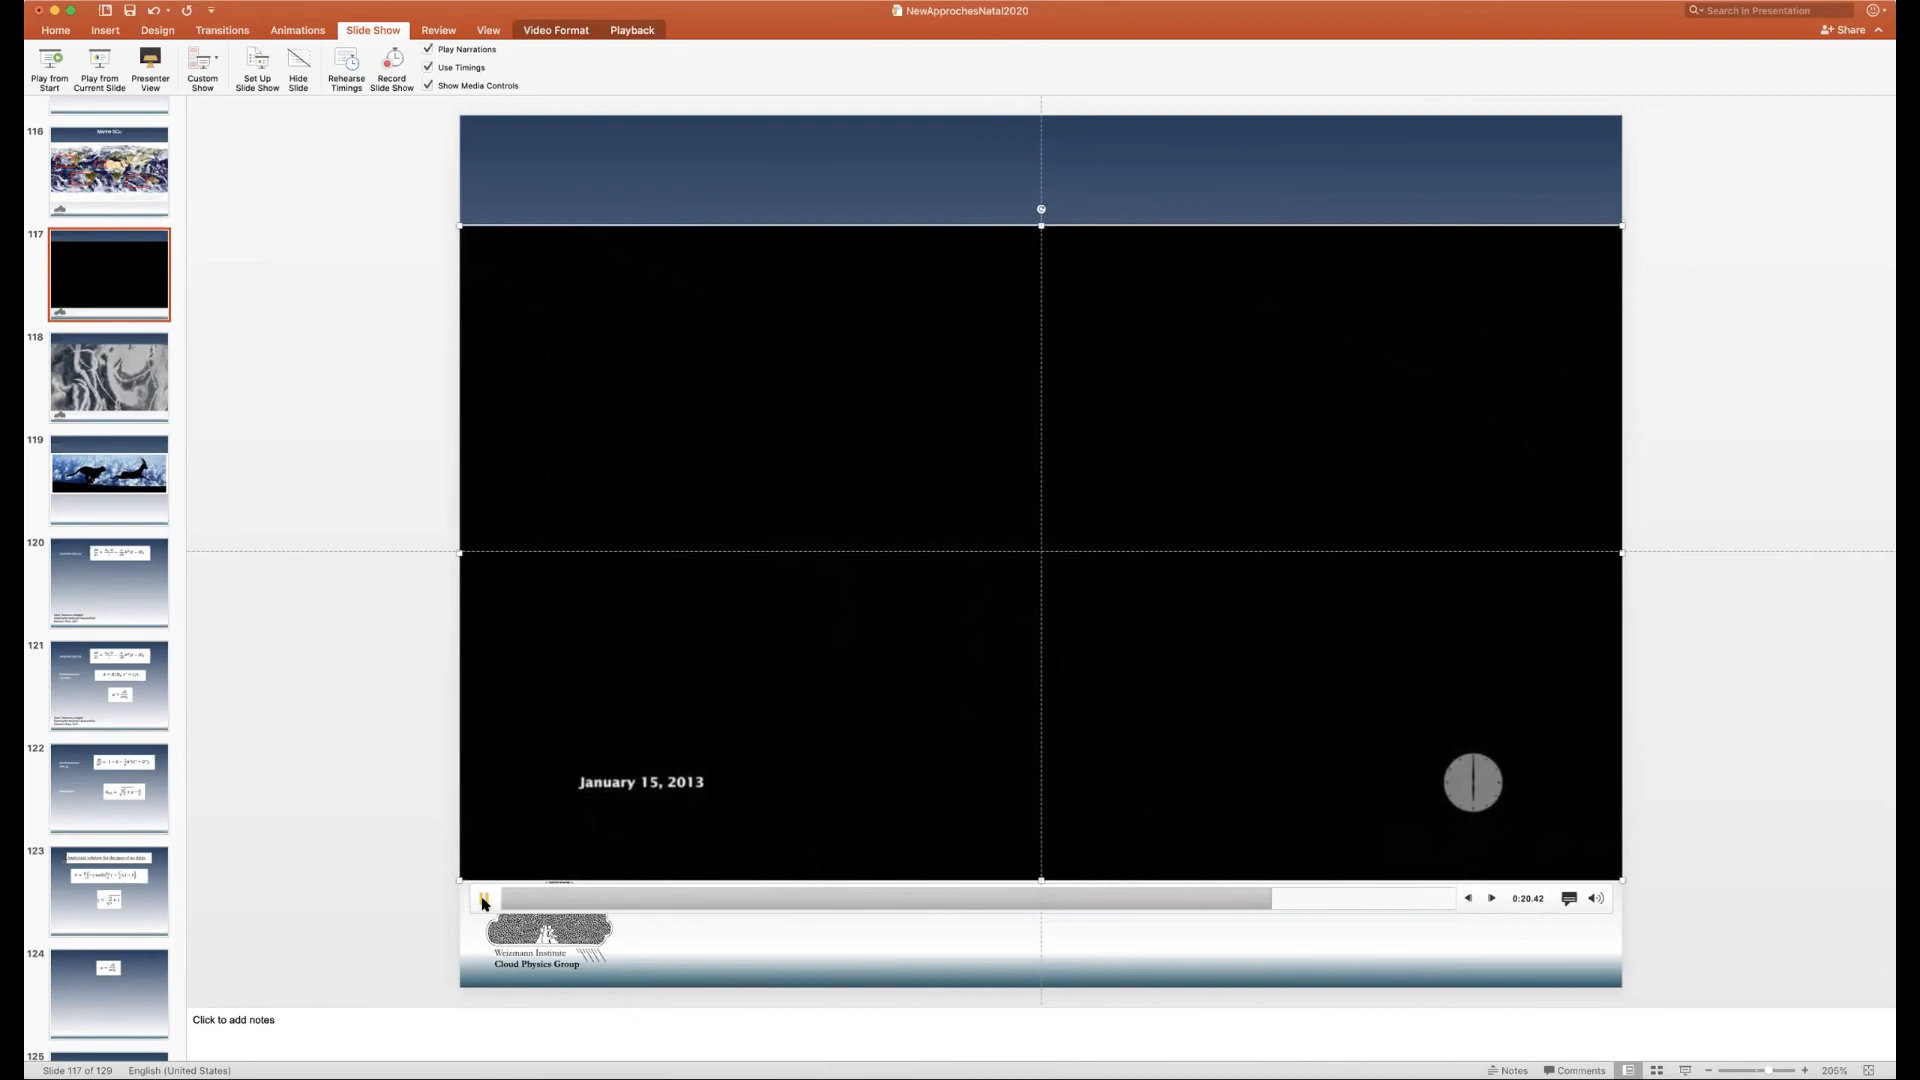 NewApprochesNatal2020
Search in Presentation
Home Insert Design Transitions Animations Slide Show Review View Video Format Playback
Share
Play from Start
Play from Current Slide
Presenter View
Custom Show
Set Up Slide Show
Hide Slide
Rehearse Timings
Record Slide Show
Play Narrations
Use Timings
Show Media Controls
116
117
118
119
120
121
122
123
124
125
January 15, 2013
0:20.42
Weizmann Institute
Cloud Physics Group
Click to add notes
Slide 117 of 129 English (United States)
Notes Comments 205%